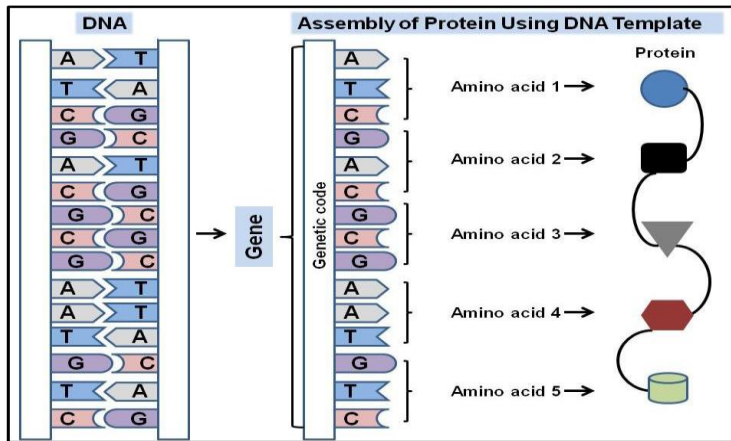 DNA
Assembly of Protein Using DNA Template
Protein
A T
T A
C G
G C
A T
C G
G C
C G
G C
A T
A T
T A
G C
T A
C G
Gene
Genetic code
A
T
C
G
A
C
G
C
G
A
A
T
G
T
C
Amino acid 1
Amino acid 2
Amino acid 3
Amino acid 4
Amino acid 5